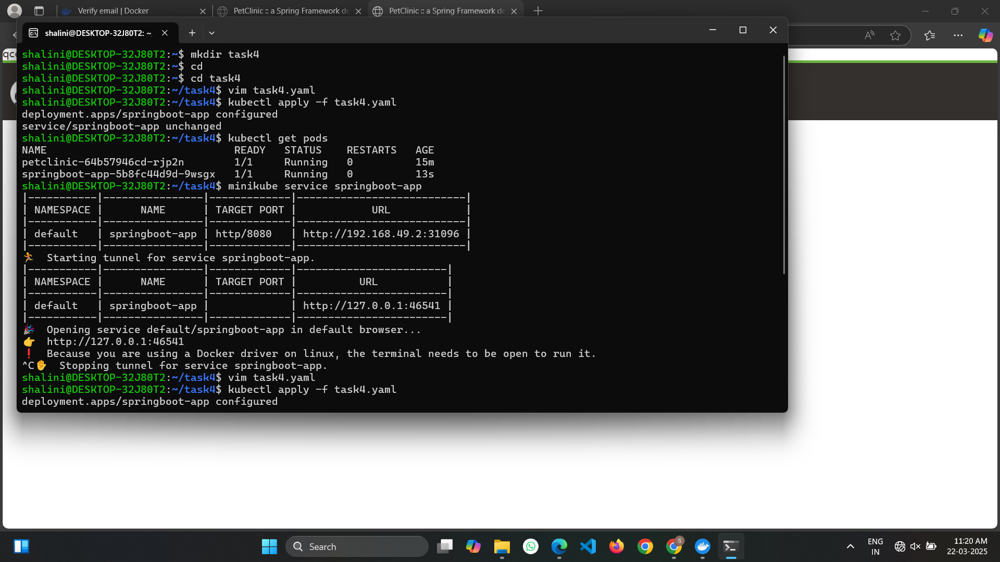 Verify email | Docker
PetClinic :: a Spring Framework de
PetClinic :: a Spring Framework de
shalini@DESKTOP-32J80T2: ~,
qce
shalini@DESKTOP-32J80T2:~$ mkdir task4
shalini@DESKTOP-32J80T2:~$ cd
shalini@DESKTOP-32J80T2:~$ cd task4
shalini@DESKTOP-32J80T2:~/task4$ vim task4.yaml
shalini@DESKTOP-32J80T2:~/task4$ kubectl apply -f task4.yaml
deployment.apps/springboot-app configured
service/springboot-app unchanged
shalini@DESKTOP-32J80T2:~/task4$ kubectl get pods
NAME READY STATUS RESTARTS AGE
petclinic-64b57946cd-rjp2n 1/1 Running 0 15m
springboot-app-5b8fc44d9d-9wsgx 1/1 Running 0 13s
shalini@DESKTOP-32J80T2:~/task4$ minikube service springboot-app
|-----------|----------------|-------------|---------------------------|
| NAMESPACE | NAME | TARGET PORT | URL |
|-----------|----------------|-------------|---------------------------|
| default | springboot-app | http/8080 | http://192.168.49.2:31096 |
|-----------|----------------|-------------|---------------------------|
🏃 Starting tunnel for service springboot-app.
|-----------|----------------|-------------|------------------------|
| NAMESPACE | NAME | TARGET PORT | URL |
|-----------|----------------|-------------|------------------------|
| default | springboot-app | | http://127.0.0.1:46541 |
|-----------|----------------|-------------|------------------------|
🎉 Opening service default/springboot-app in default browser...
👉 http://127.0.0.1:46541
❗ Because you are using a Docker driver on linux, the terminal needs to be open to run it.
^C✋ Stopping tunnel for service springboot-app.
shalini@DESKTOP-32J80T2:~/task4$ vim task4.yaml
shalini@DESKTOP-32J80T2:~/task4$ kubectl apply -f task4.yaml
deployment.apps/springboot-app configured
Search
S
ENG
IN
11:20 AM
22-03-2025